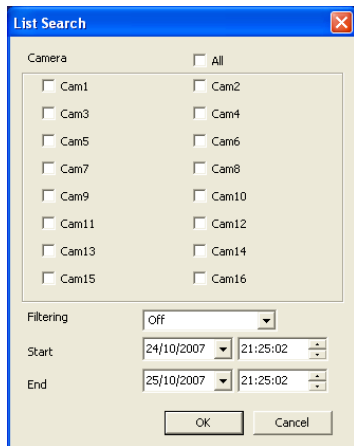 List Search
Camera All
Cam1 Cam2
Cam3 Cam4
Cam5 Cam6
Cam7 Cam8
Cam9 Cam10
Cam11 Cam12
Cam13 Cam14
Cam15 Cam16
Filtering Off
Start 24/10/2007 21:25:02
End 25/10/2007 21:25:02
OK Cancel